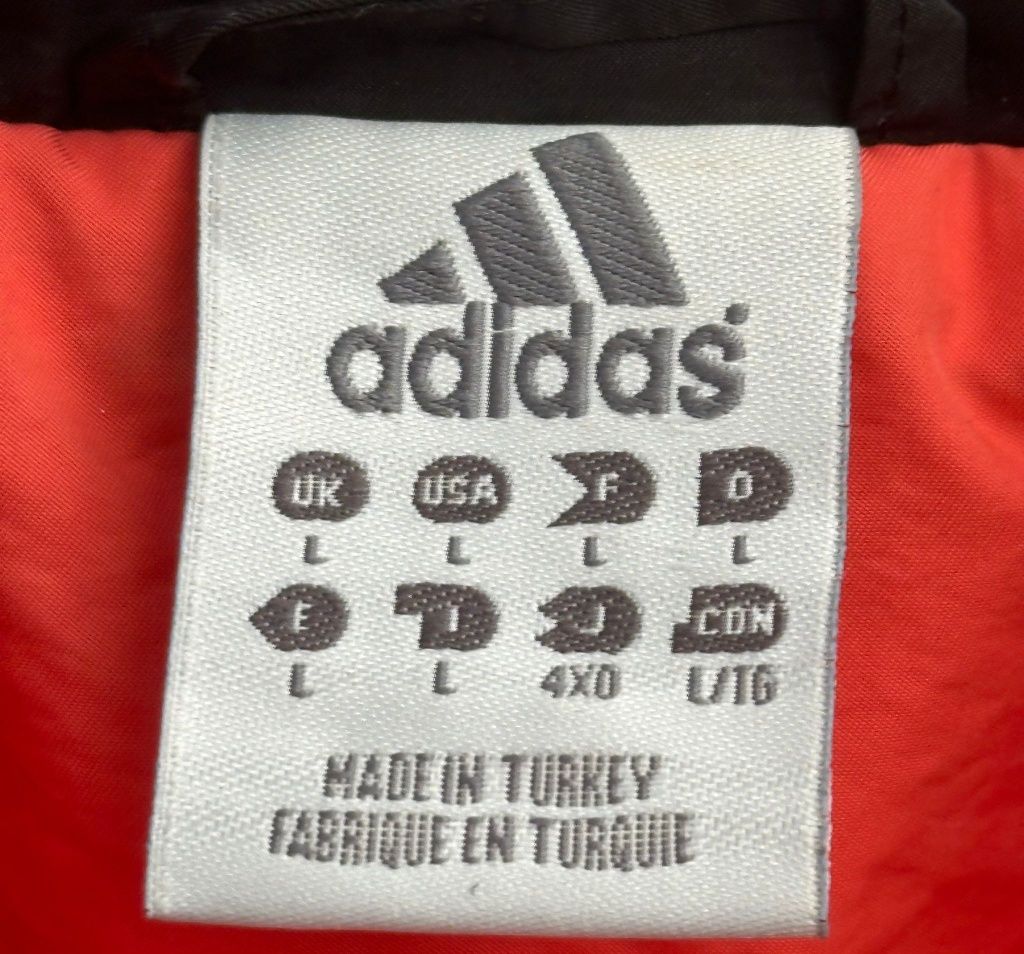 adidas
UK USA F D
L L L L
E I J CDN
L L 4XO L/TG
MADE IN TURKEY
FABRIQUE EN TURQUIE